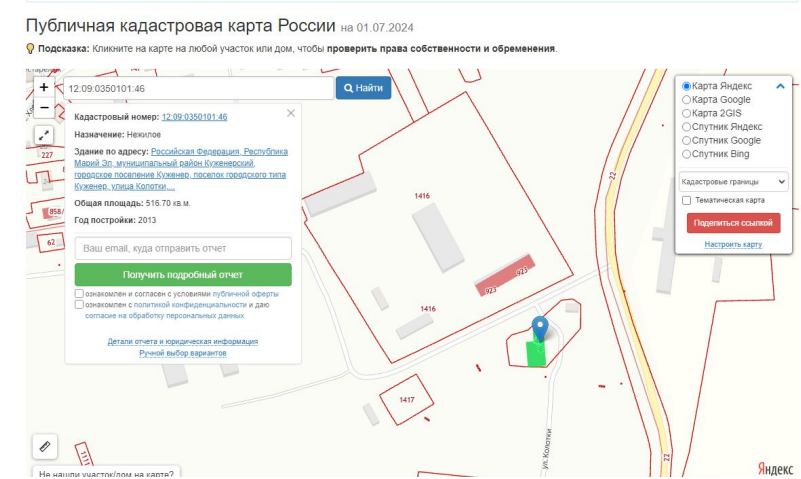 Публичная кадастровая карта России на 01.07.2024
Подсказка: Кликните на карте на любой участок или дом, чтобы проверить права собственности и обременения.
+
12:09:0350101:46
Найти
−
Кадастровый номер: 12:09:0350101:46
Назначение: Нежилое
Здание по адресу: Российская Федерация, Республика
Марий Эл, муниципальный район Куженерский,
городское поселение Куженер, поселок городского типа
Куженер, улица Колотки,...
Общая площадь: 516.70 кв.м.
Год постройки: 2013
Ваш email, куда отправить отчет
Получить подробный отчет
ознакомлен и согласен с условиями публичной оферты
ознакомлен с политикой конфиденциальности и даю
согласие на обработку персональных данных
Детали отчета и юридическая информация
Ручной выбор вариантов
Карта Яндекс
Карта Google
Карта 2GIS
Спутник Яндекс
Спутник Google
Спутник Bing
Кадастровые границы
Тематическая карта
Поделиться ссылкой
Настроить карту
227
858/
62
1416
22
923
923
1416
1417
ул. Колотки
22
Не нашли участок/дом на карте?
Яндекс